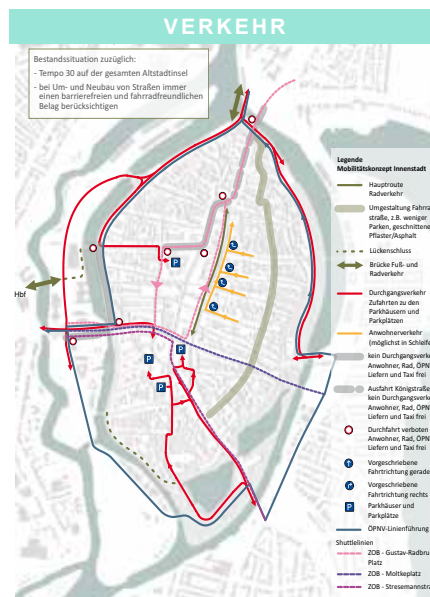 VERKEHR
Bestandssituation zuzüglich:
- Tempo 30 auf der gesamten Altstadtinsel
- bei Um- und Neubau von Straßen immer
einen barrierefreien und fahrradfreundlichen
Belag berücksichtigen
Hbf
P
P
P
Legende
Mobilitätskonzept Innenstadt
Hauptroute
Radverkehr
Umgestaltung Fahrra
straße, z.B. weniger
Parken, geschnittene
Pflaster/Asphalt
Lückenschluss
Brücke Fuß- und
Radverkehr
Durchgangsverkehr
Zufahrten zu den
Parkhäusern und
Parkplätzen
Anwohnerverkehr
(möglichst in Schleife
kein Durchgangsverke
Anwohner, Rad, ÖPN
Liefern und Taxi frei
Ausfahrt Königstraße
kein Durchgangsverke
Anwohner, Rad, ÖPN
Liefern und Taxi frei
Durchfahrt verboten
Anwohner, Rad, ÖPN
Liefern und Taxi frei
Vorgeschriebene
Fahrtrichtung gerade
Vorgeschriebene
Fahrtrichtung rechts
P Parkhäuser und
Parkplätze
ÖPNV-Linienführung
Shuttlelinien
ZOB - Gustav-Radbru
Platz
ZOB - Moltkeplatz
ZOB - Stresemannstra